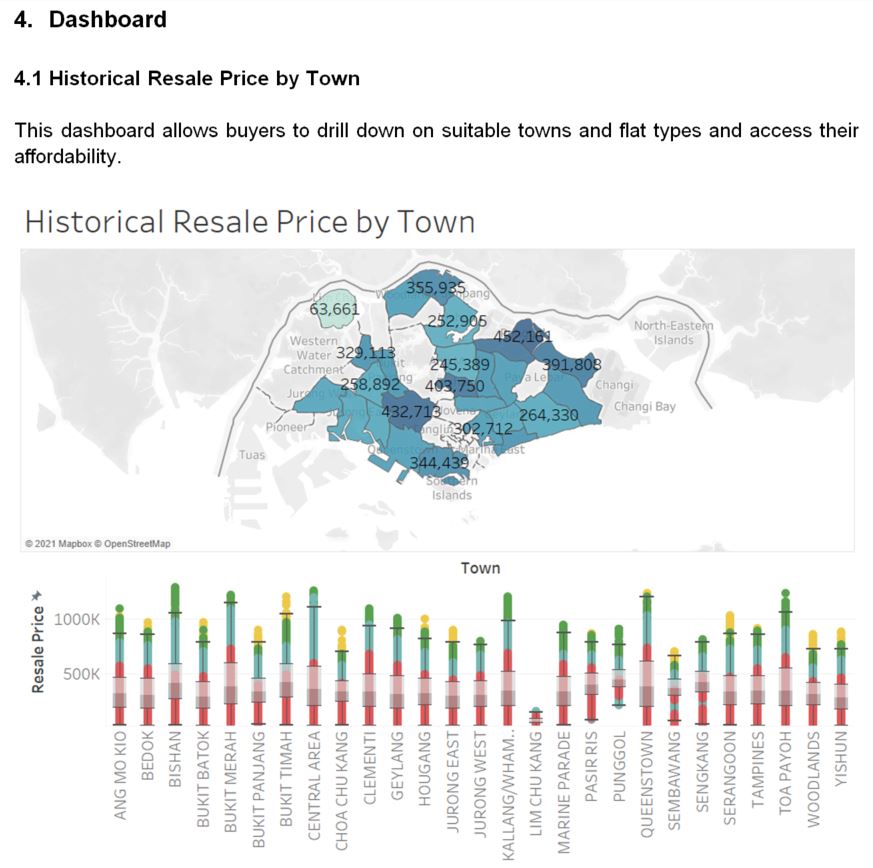 4. Dashboard
4.1 Historical Resale Price by Town
This dashboard allows buyers to drill down on suitable towns and flat types and access their
affordability.
Historical Resale Price by Town
355,935
63,661
252,905
452,161
North-Eastern
Islands
Western
Water
Catchment
329,113
245,389
391,808
258,892
403,750
Paya Lebar
Changi
432,713
264,330
Changi Bay
Pioneer
302,712
Tuas
344,439
Southern
Islands
© 2021 Mapbox © OpenStreetMap
Town
Resale Price
1000K
500K
ANG MO KIO
BEDOK
BISHAN
BUKIT BATOK
BUKIT MERAH
BUKIT PANJANG
BUKIT TIMAH
CENTRAL AREA
CHOA CHU KANG
CLEMENTI
GEYLANG
HOUGANG
JURONG EAST
JURONG WEST
KALLANG/WHAM..
LIM CHU KANG
MARINE PARADE
PASIR RIS
PUNGGOL
QUEENSTOWN
SEMBAWANG
SENGKANG
SERANGOON
TAMPINES
TOA PAYOH
WOODLANDS
YISHUN